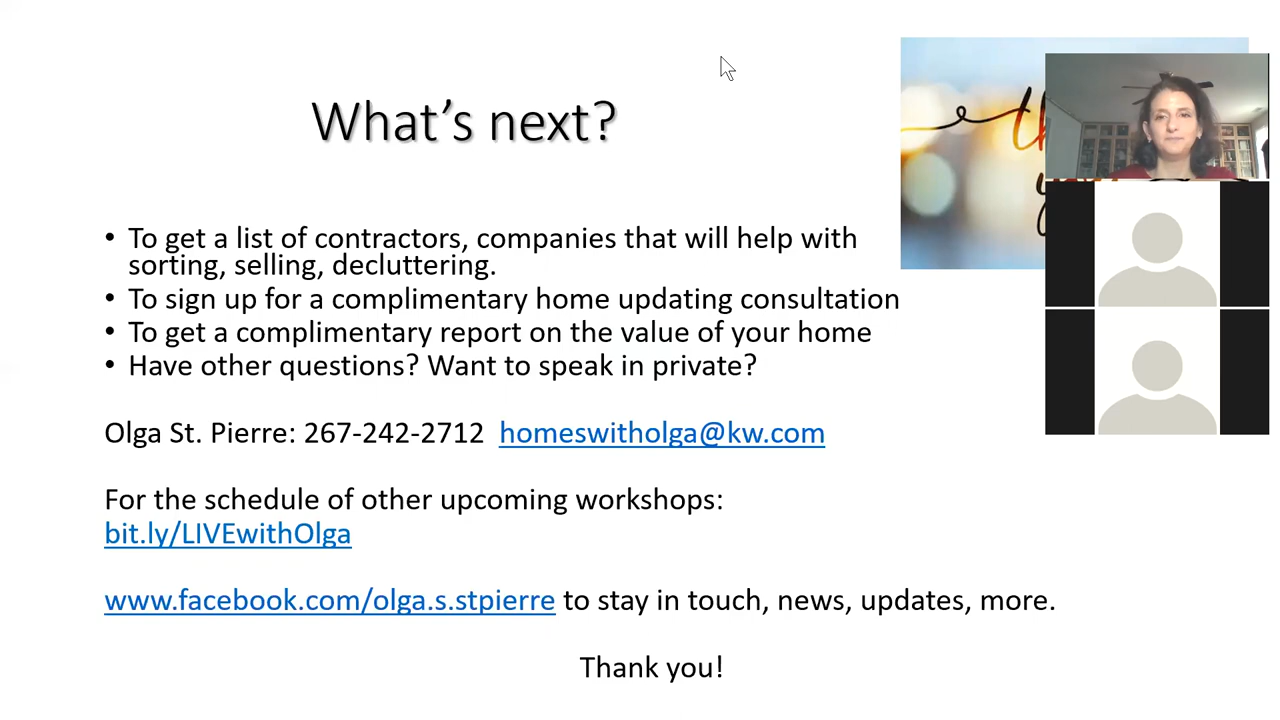 What's next?
• To get a list of contractors, companies that will help with
sorting, selling, decluttering.
• To sign up for a complimentary home updating consultation
• To get a complimentary report on the value of your home
• Have other questions? Want to speak in private?
Olga St. Pierre: 267-242-2712 homeswitholga@kw.com
For the schedule of other upcoming workshops:
bit.ly/LIVEwithOlga
www.facebook.com/olga.s.stpierre to stay in touch, news, updates, more.
Thank you!